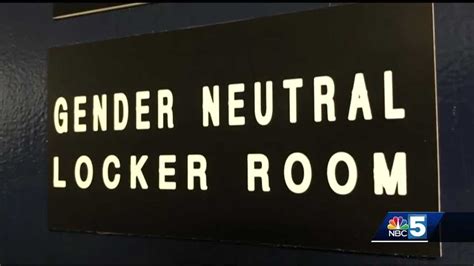 GENDER NEUTRAL
LOCKER ROOM
NBC 5